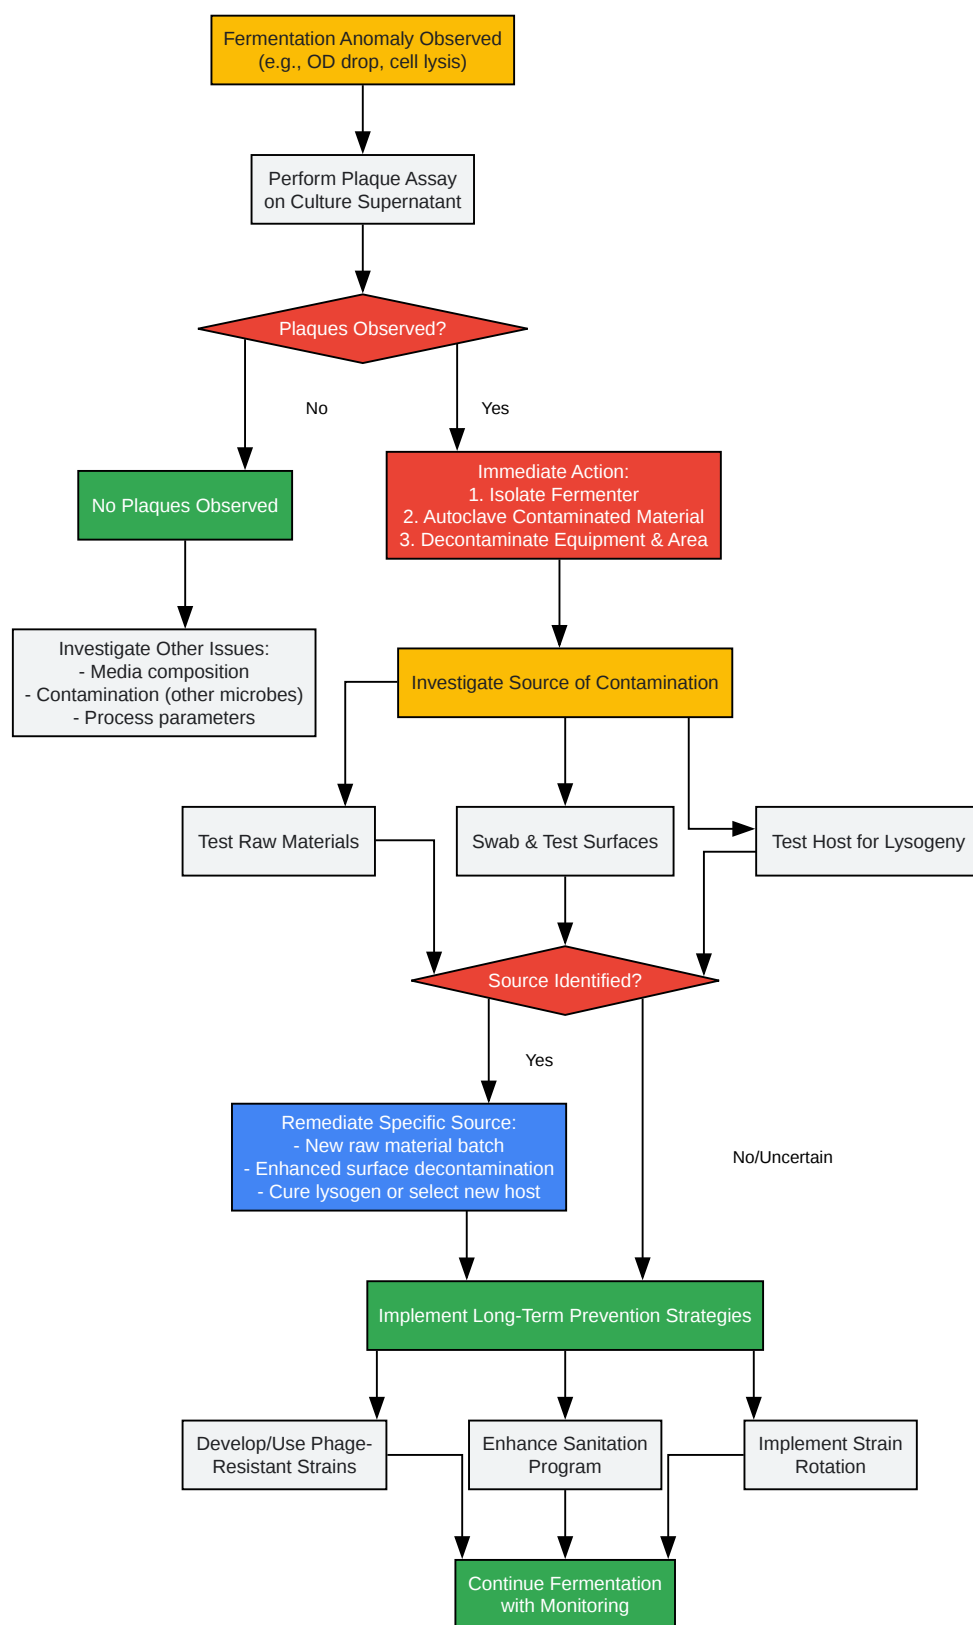 Fermentation Anomaly Observed
(e.g., OD drop, cell lysis)
Perform Plaque Assay
on Culture Supernatant
Plaques Observed?
No
Yes
No Plaques Observed
Immediate Action:
1. Isolate Fermenter
2. Autoclave Contaminated Material
3. Decontaminate Equipment & Area
Investigate Other Issues:
- Media composition
- Contamination (other microbes)
- Process parameters
Investigate Source of Contamination
Test Raw Materials
Swab & Test Surfaces
Test Host for Lysogeny
Source Identified?
Yes
No/Uncertain
Remediate Specific Source:
- New raw material batch
- Enhanced surface decontamination
- Cure lysogen or select new host
Implement Long-Term Prevention Strategies
Develop/Use Phage-
Resistant Strains
Enhance Sanitation
Program
Implement Strain
Rotation
Continue Fermentation
with Monitoring